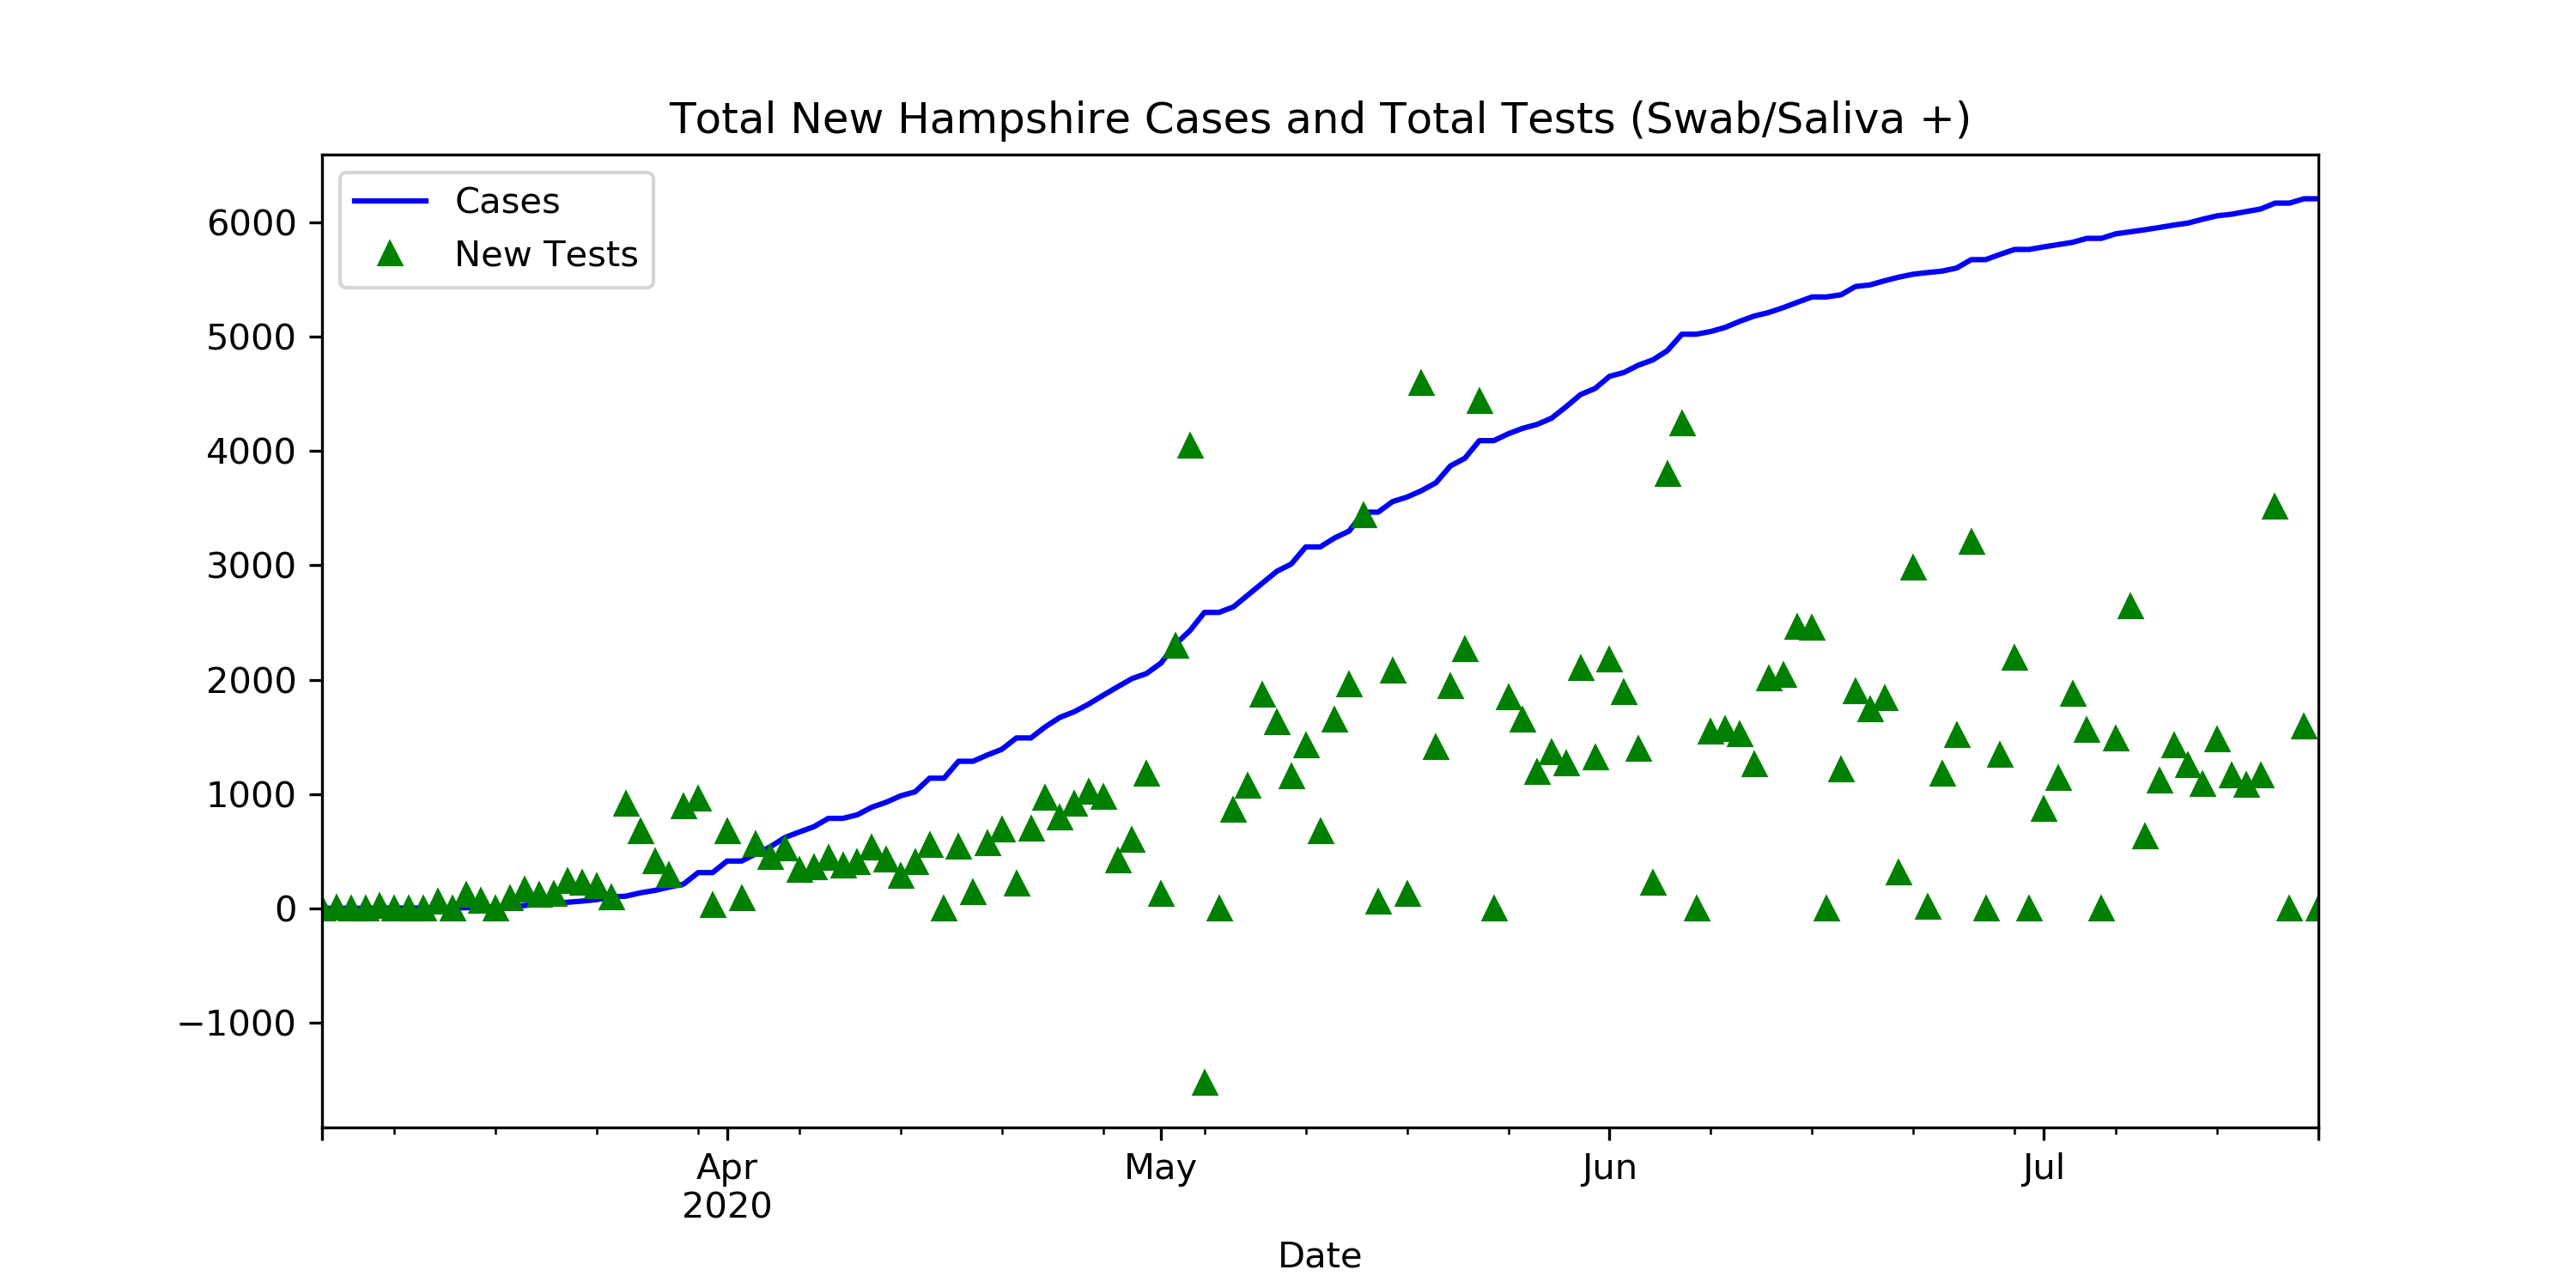 Total New Hampshire Cases and Total Tests (Swab/Saliva +)
Cases
New Tests
6000
5000
4000
3000
2000
1000
0
−1000
Apr
2020
May
Jun
Jul
Date